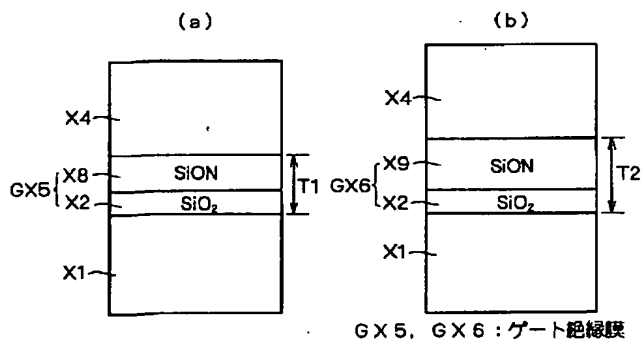 (a)
X4
X8
SiON
GX5
X2
SiO₂
T1
X1
(b)
X4
X9
SiON
GX6
X2
SiO₂
T2
X1
GX5, GX6:ゲート絶縁膜